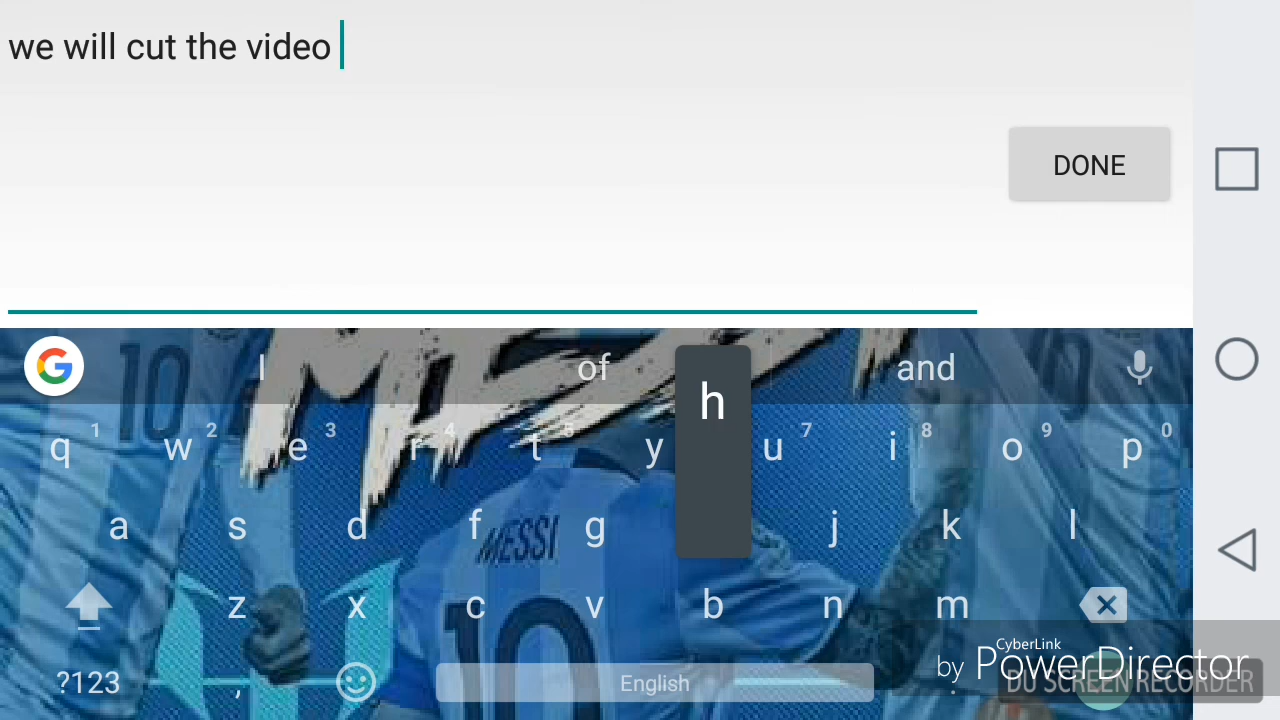 we will cut the video
DONE
I of and
h
q 1 w 2 e 3 r 4 t 5 y u 7 i 8 o 9 p 0
a s d f g j k l
MESSI
10
z x c v b n m
?123 , English .
CyberLink
by PowerDirector
DU SCREEN RECORDER